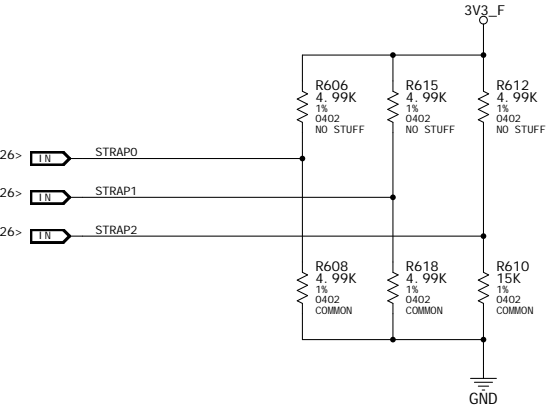 3V3_F
R606
4.99K
1%
0402
NO STUFF
R615
4.99K
1%
0402
NO STUFF
R612
4.99K
1%
0402
NO STUFF
26> IN STRAP0
26> IN STRAP1
26> IN STRAP2
R608
4.99K
1%
0402
COMMON
R618
4.99K
1%
0402
COMMON
R610
15K
1%
0402
COMMON
GND